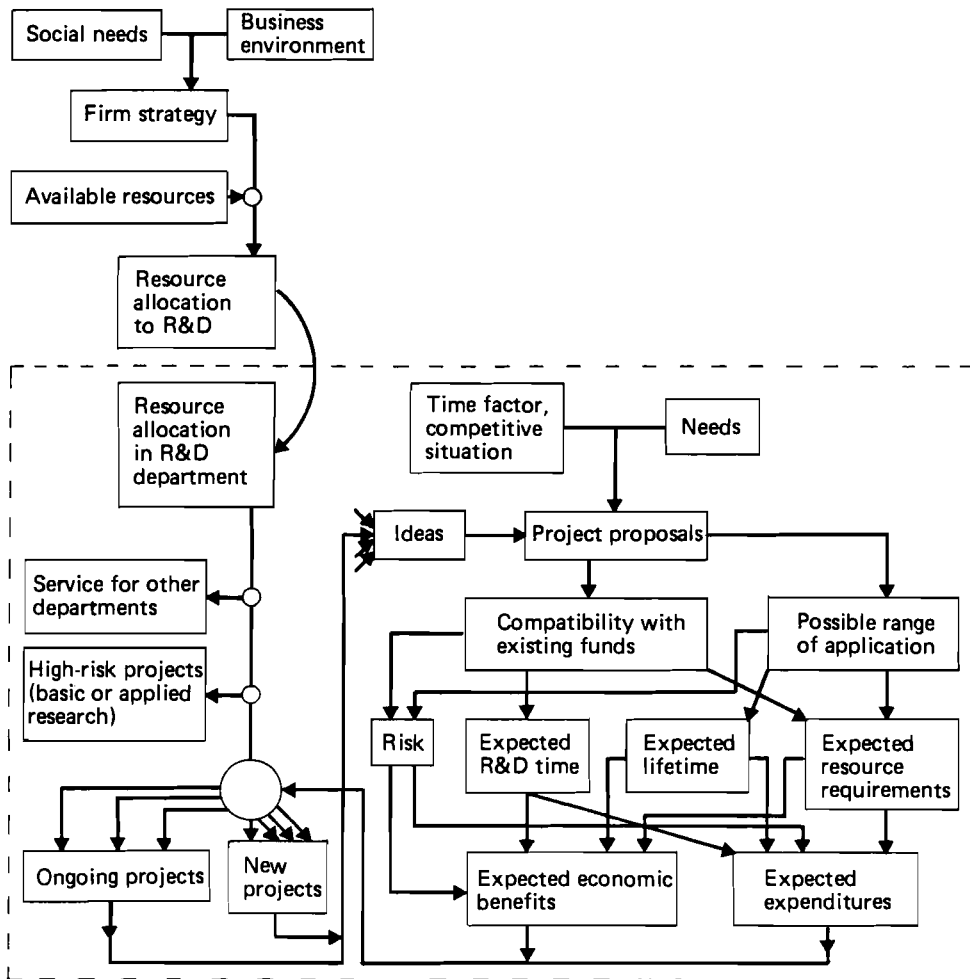 Social needs
Business
environment
Firm strategy
Available resources
Resource
allocation
to R&D
Resource
allocation
in R&D
department
Time factor,
competitive
situation
Needs
Ideas
Project proposals
Service for other
departments
Compatibility with
existing funds
Possible range
of application
High-risk projects
(basic or applied
research)
Risk
Expected
R&D time
Expected
lifetime
Expected
resource
requirements
Ongoing projects
New
projects
Expected economic
benefits
Expected
expenditures